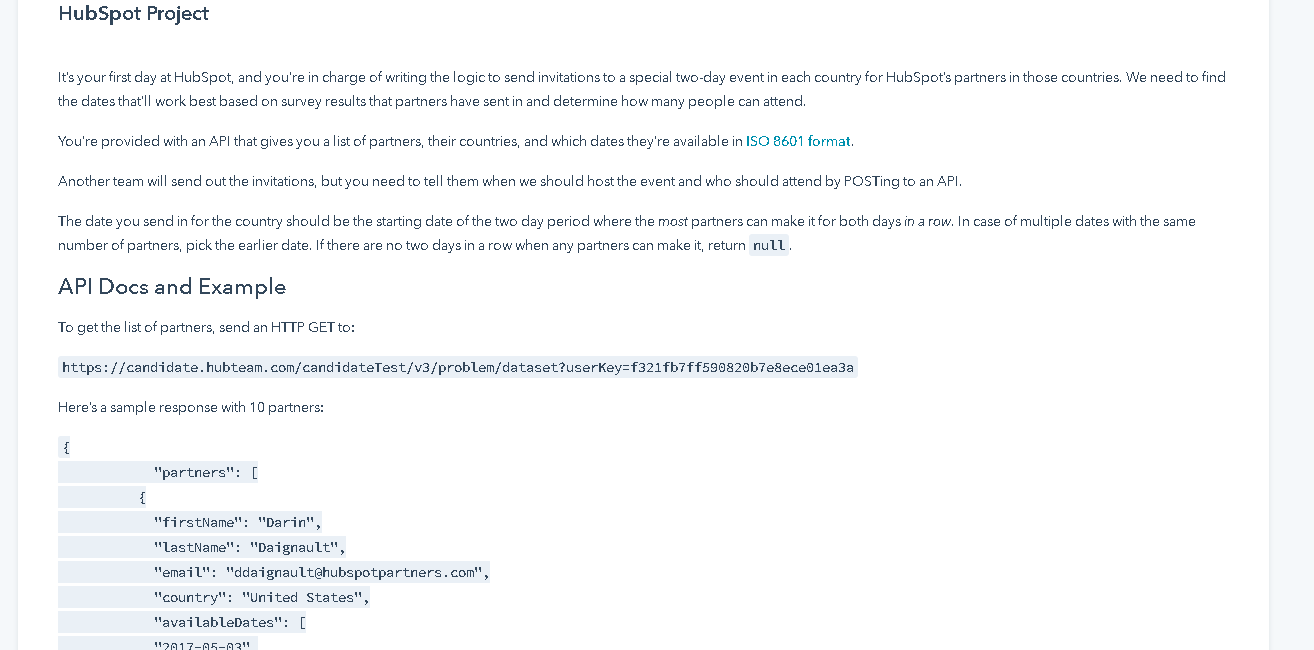 HubSpot Project
It's your first day at HubSpot, and you're in charge of writing the logic to send invitations to a special two-day event in each country for HubSpot's partners in those countries. We need to find
the dates that'll work best based on survey results that partners have sent in and determine how many people can attend.
You're provided with an API that gives you a list of partners, their countries, and which dates they're available in ISO 8601 format.
Another team will send out the invitations, but you need to tell them when we should host the event and who should attend by POSTing to an API.
The date you send in for the country should be the starting date of the two day period where the most partners can make it for both days in a row. In case of multiple dates with the same
number of partners, pick the earlier date. If there are no two days in a row when any partners can make it, return null.
API Docs and Example
To get the list of partners, send an HTTP GET to:
https://candidate.hubteam.com/candidateTest/v3/problem/dataset?userKey=f321fb7ff590820b7e8ece01ea3a
Here's a sample response with 10 partners:
{
"partners": [
{
"firstName": "Darin",
"lastName": "Daignault",
"email": "ddaignault@hubspotpartners.com",
"country": "United States",
"availableDates": [
"2017-05-03",